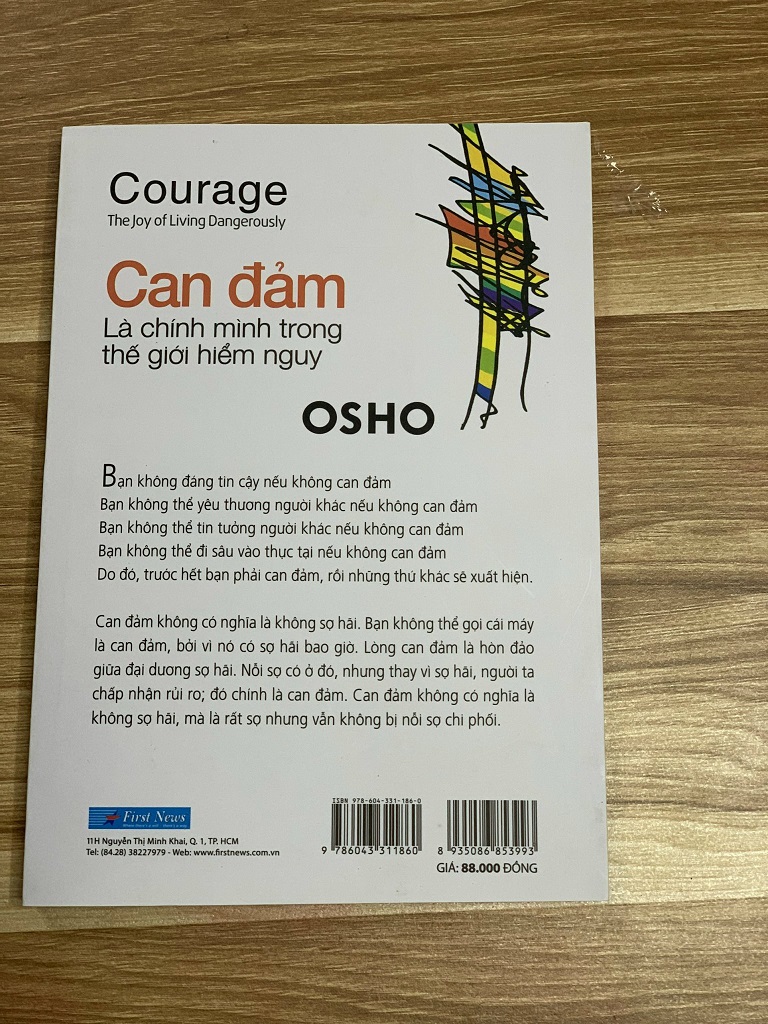 Courage
The Joy of Living Dangerously
Can đảm
Là chính mình trong
thế giới hiểm nguy
OSHO
Bạn không đáng tin cậy nếu không can đảm
Bạn không thể yêu thương người khác nếu không can đảm
Bạn không thể tin tưởng người khác nếu không can đảm
Bạn không thể đi sâu vào thực tại nếu không can đảm
Do đó, trước hết bạn phải can đảm, rồi những thứ khác sẽ xuất hiện.
Can đảm không có nghĩa là không sợ hãi. Bạn không thể gọi cái máy
là can đảm, bởi vì nó có sợ hãi bao giờ. Lòng can đảm là hòn đảo
giữa đại dương sợ hãi. Nỗi sợ có ở đó, nhưng thay vì sợ hãi, người ta
chấp nhận rủi ro; đó chính là can đảm. Can đảm không có nghĩa là
không sợ hãi, mà là rất sợ nhưng vẫn không bị nỗi sợ chi phối.
First News
11H Nguyễn Thị Minh Khai, Q. 1, TP. HCM
Tel: (84.28) 38227979 - Web: www.firstnews.com.vn
ISBN 978-604-331-186-0
9 786043 311860
8 935086 853993
GIÁ: 88.000 ĐỒNG